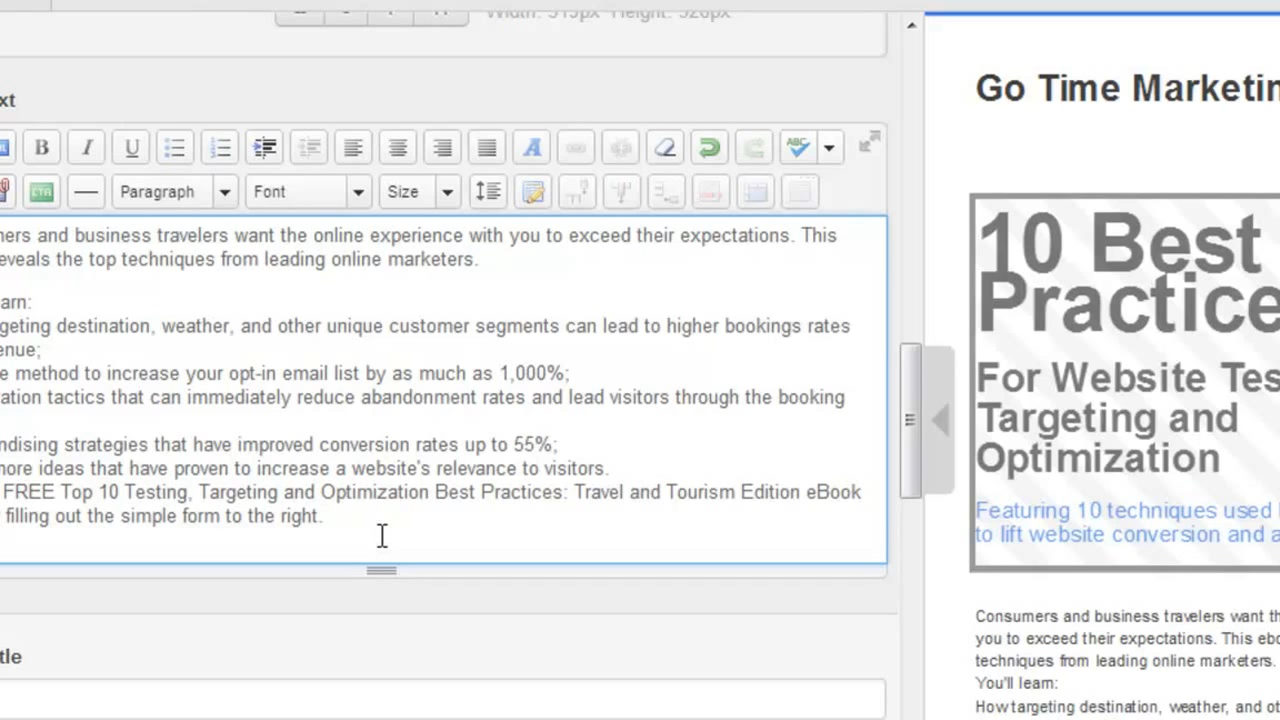 Width: 515px Height: 526px
xt
B I U
ABC
CTA Paragraph Font Size
ners and business travelers want the online experience with you to exceed their expectations. This
eveals the top techniques from leading online marketers.
arn:
geting destination, weather, and other unique customer segments can lead to higher bookings rates
enue;
e method to increase your opt-in email list by as much as 1,000%;
ation tactics that can immediately reduce abandonment rates and lead visitors through the booking
ndising strategies that have improved conversion rates up to 55%;
more ideas that have proven to increase a website's relevance to visitors.
FREE Top 10 Testing, Targeting and Optimization Best Practices: Travel and Tourism Edition eBook
filling out the simple form to the right.
tle
Go Time Marketin
10 Best
Practice
For Website Tes
Targeting and
Optimization
Featuring 10 techniques used
to lift website conversion and a
Consumers and business travelers want th
you to exceed their expectations. This ebo
techniques from leading online marketers.
You'll learn:
How targeting destination, weather, and ot